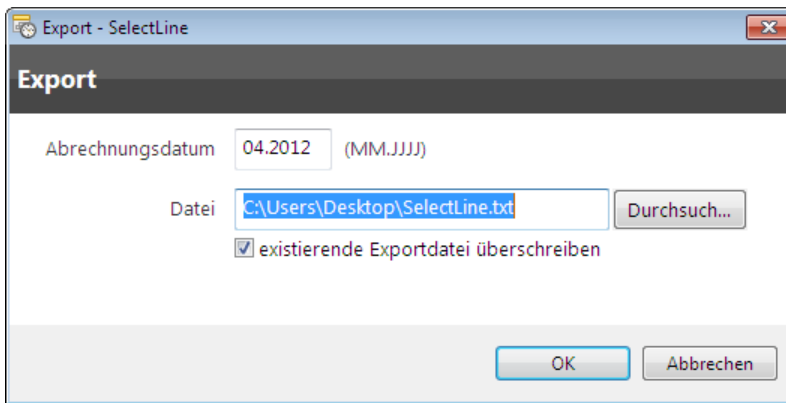 Export - SelectLine
Export
Abrechnungsdatum 04.2012 (MM.JJJJ)
Datei C:\Users\Desktop\SelectLine.txt Durchsuch...
existierende Exportdatei überschreiben
OK Abbrechen